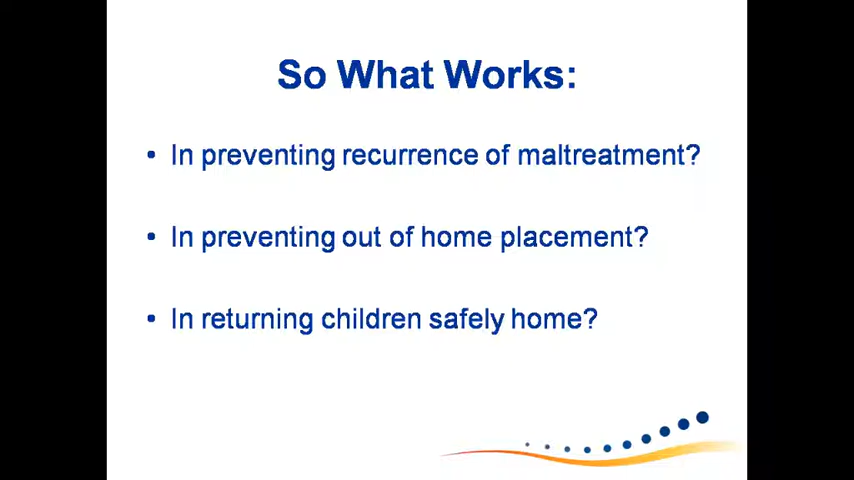 So What Works:
• In preventing recurrence of maltreatment?
• In preventing out of home placement?
• In returning children safely home?